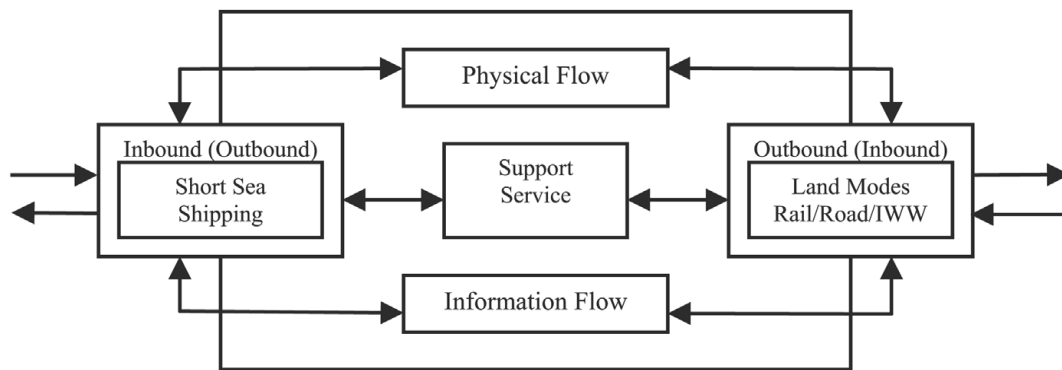 Physical Flow
Inbound (Outbound)
Short Sea
Shipping
Support
Service
Outbound (Inbound)
Land Modes
Rail/Road/IWW
Information Flow